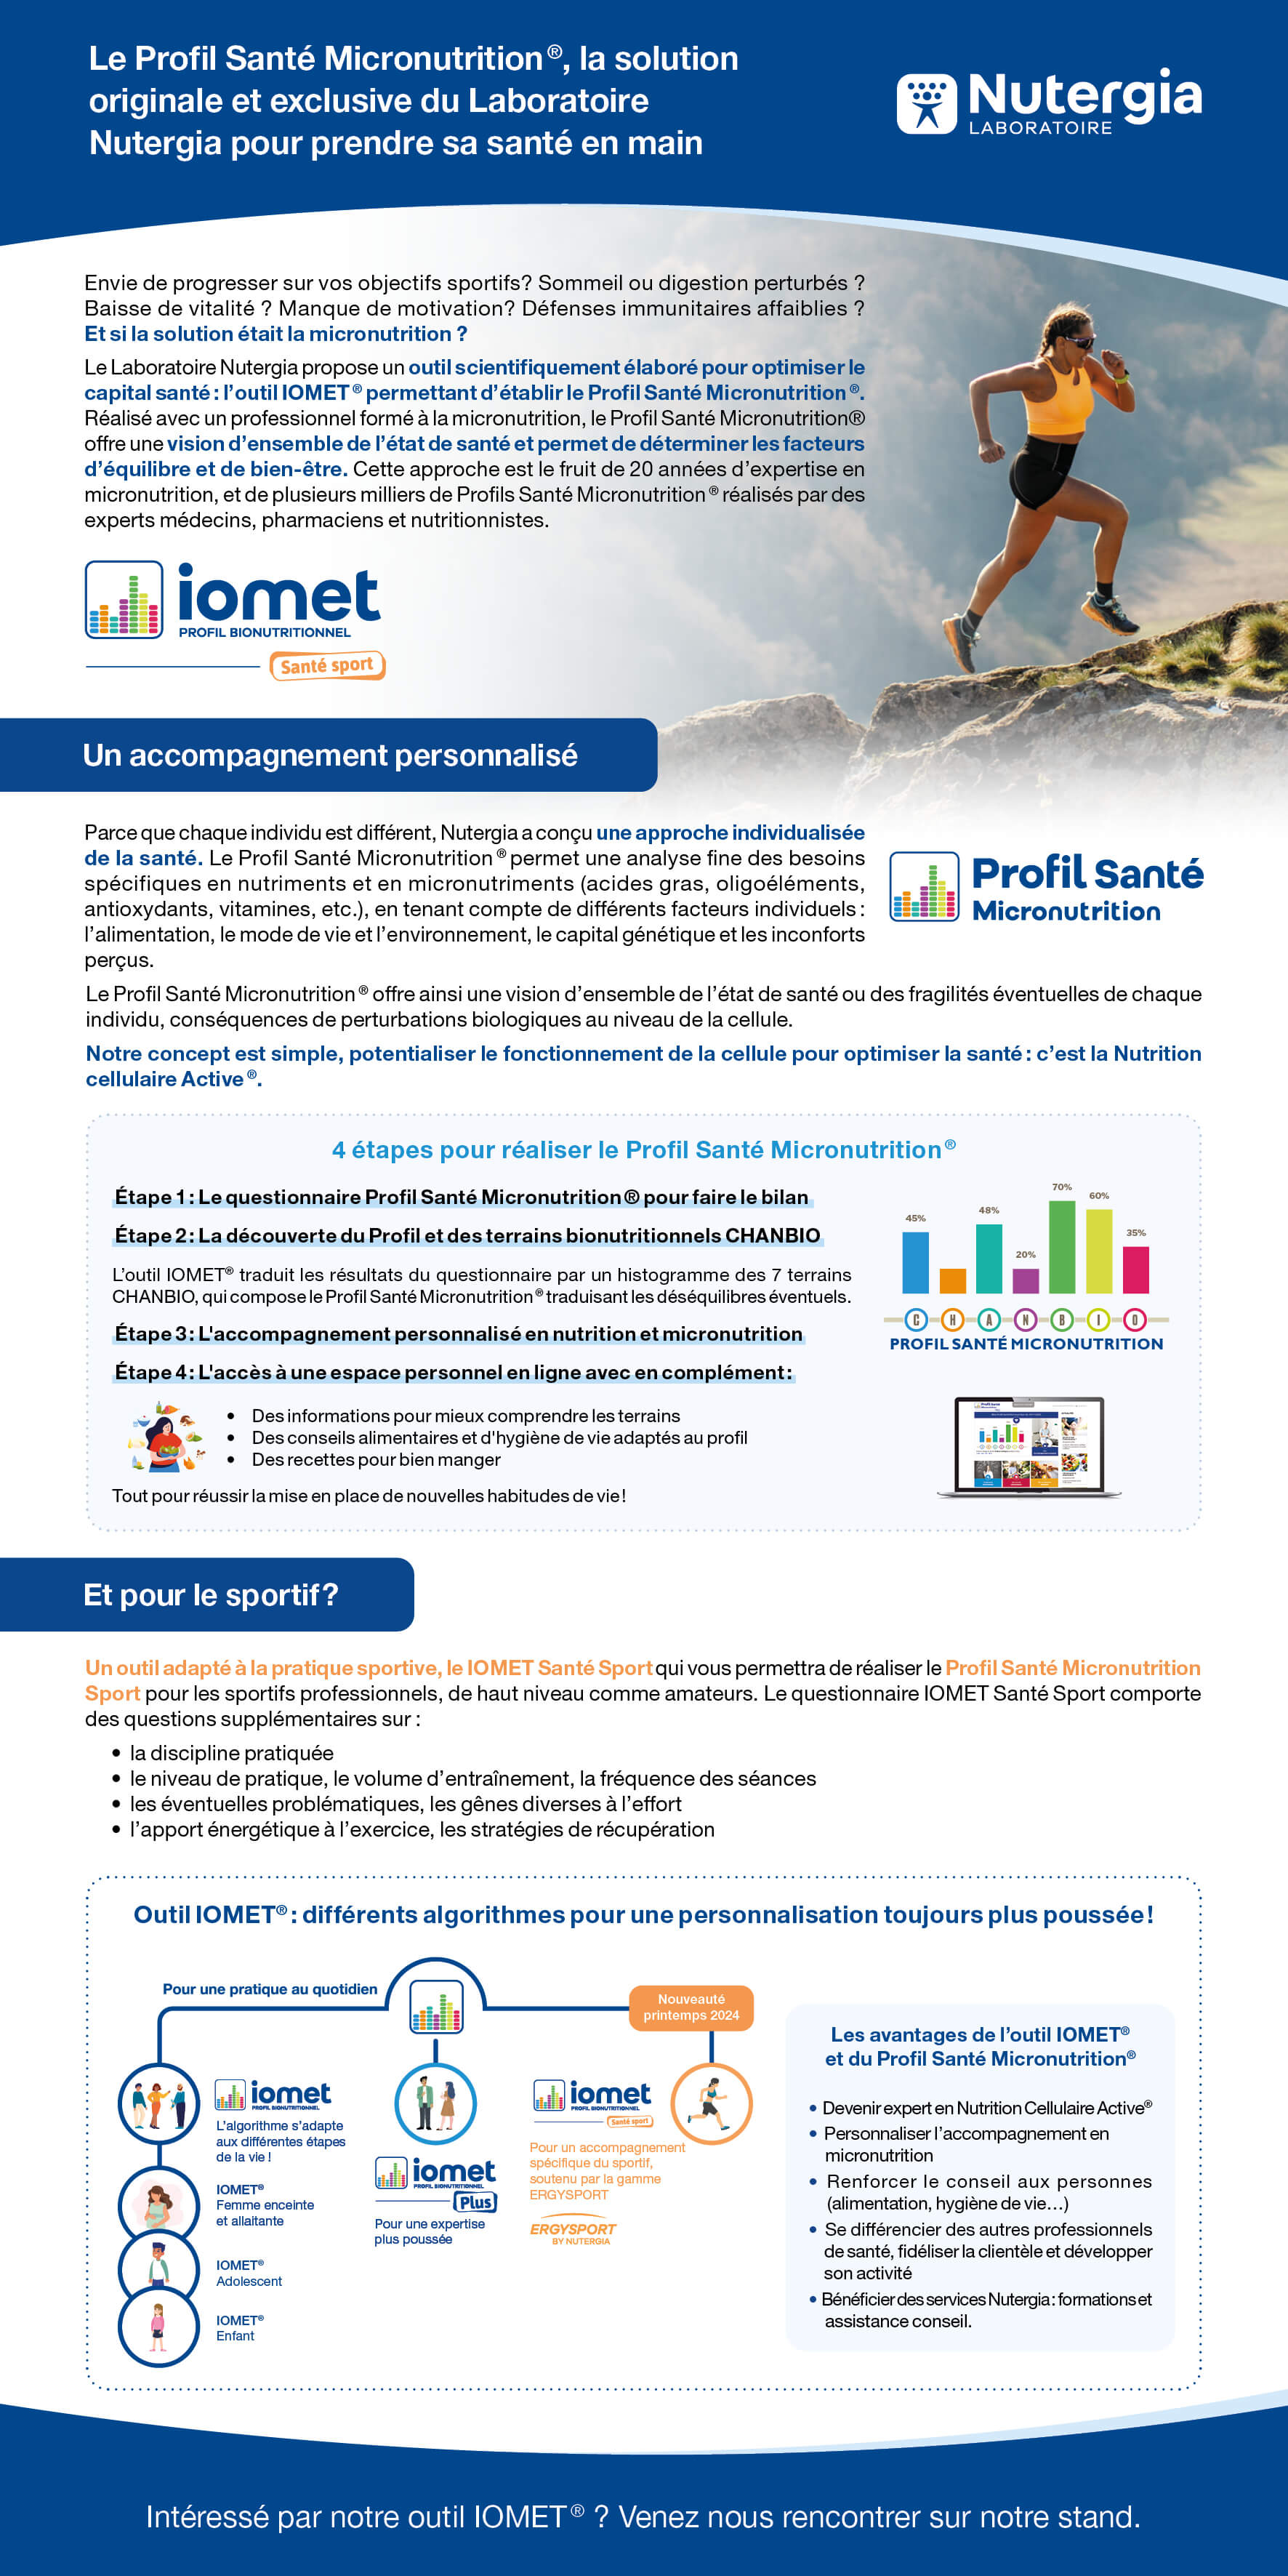 Le Profil Santé Micronutrition®, la solution
originale et exclusive du Laboratoire
Nutergia pour prendre sa santé en main
Nutergia
LABORATOIRE
Envie de progresser sur vos objectifs sportifs? Sommeil ou digestion perturbés ?
Baisse de vitalité ? Manque de motivation? Défenses immunitaires affaiblies ?
Et si la solution était la micronutrition ?
Le Laboratoire Nutergia propose un outil scientifiquement élaboré pour optimiser le
capital santé : l'outil IOMET® permettant d'établir le Profil Santé Micronutrition®.
Réalisé avec un professionnel formé à la micronutrition, le Profil Santé Micronutrition®
offre une vision d'ensemble de l'état de santé et permet de déterminer les facteurs
d'équilibre et de bien-être. Cette approche est le fruit de 20 années d'expertise en
micronutrition, et de plusieurs milliers de Profils Santé Micronutrition® réalisés par des
experts médecins, pharmaciens et nutritionnistes.
iomet
PROFIL BIONUTRITIONNEL
Santé sport
Un accompagnement personnalisé
Parce que chaque individu est différent, Nutergia a conçu une approche individualisée
de la santé. Le Profil Santé Micronutrition® permet une analyse fine des besoins
spécifiques en nutriments et en micronutriments (acides gras, oligoéléments,
antioxydants, vitamines, etc.), en tenant compte de différents facteurs individuels :
l'alimentation, le mode de vie et l'environnement, le capital génétique et les inconforts
perçus.
Profil Santé
Micronutrition
Le Profil Santé Micronutrition® offre ainsi une vision d'ensemble de l'état de santé ou des fragilités éventuelles de chaque
individu, conséquences de perturbations biologiques au niveau de la cellule.
Notre concept est simple, potentialiser le fonctionnement de la cellule pour optimiser la santé : c'est la Nutrition
cellulaire Active®.
4 étapes pour réaliser le Profil Santé Micronutrition®
Étape 1 : Le questionnaire Profil Santé Micronutrition® pour faire le bilan
Étape 2 : La découverte du Profil et des terrains bionutritionnels CHANBIO
L'outil IOMET® traduit les résultats du questionnaire par un histogramme des 7 terrains
CHANBIO, qui compose le Profil Santé Micronutrition® traduisant les déséquilibres éventuels.
Étape 3 : L'accompagnement personnalisé en nutrition et micronutrition
Étape 4 : L'accès à une espace personnel en ligne avec en complément :
• Des informations pour mieux comprendre les terrains
• Des conseils alimentaires et d'hygiène de vie adaptés au profil
• Des recettes pour bien manger
Tout pour réussir la mise en place de nouvelles habitudes de vie !
45% 48% 20% 70% 60% 35%
C H A N B I O
PROFIL SANTÉ MICRONUTRITION
Et pour le sportif ?
Un outil adapté à la pratique sportive, le IOMET Santé Sport qui vous permettra de réaliser le Profil Santé Micronutrition
Sport pour les sportifs professionnels, de haut niveau comme amateurs. Le questionnaire IOMET Santé Sport comporte
des questions supplémentaires sur :
• la discipline pratiquée
• le niveau de pratique, le volume d'entraînement, la fréquence des séances
• les éventuelles problématiques, les gênes diverses à l'effort
• l'apport énergétique à l'exercice, les stratégies de récupération
Outil IOMET® : différents algorithmes pour une personnalisation toujours plus poussée !
Pour une pratique au quotidien
Nouveauté
printemps 2024
iomet
PROFIL BIONUTRITIONNEL
L'algorithme s'adapte
aux différentes étapes
de la vie !
IOMET®
Femme enceinte
et allaitante
IOMET®
Adolescent
IOMET®
Enfant
iomet
PROFIL BIONUTRITIONNEL
Plus
Pour une expertise
plus poussée
iomet
PROFIL BIONUTRITIONNEL
Santé sport
Pour un accompagnement
spécifique du sportif,
soutenu par la gamme
ERGYSPORT
ERGYSPORT
BY NUTERGIA
Les avantages de l'outil IOMET®
et du Profil Santé Micronutrition®
• Devenir expert en Nutrition Cellulaire Active®
• Personnaliser l'accompagnement en
micronutrition
• Renforcer le conseil aux personnes
(alimentation, hygiène de vie…)
• Se différencier des autres professionnels
de santé, fidéliser la clientèle et développer
son activité
• Bénéficier des services Nutergia : formations et
assistance conseil.
Intéressé par notre outil IOMET® ? Venez nous rencontrer sur notre stand.